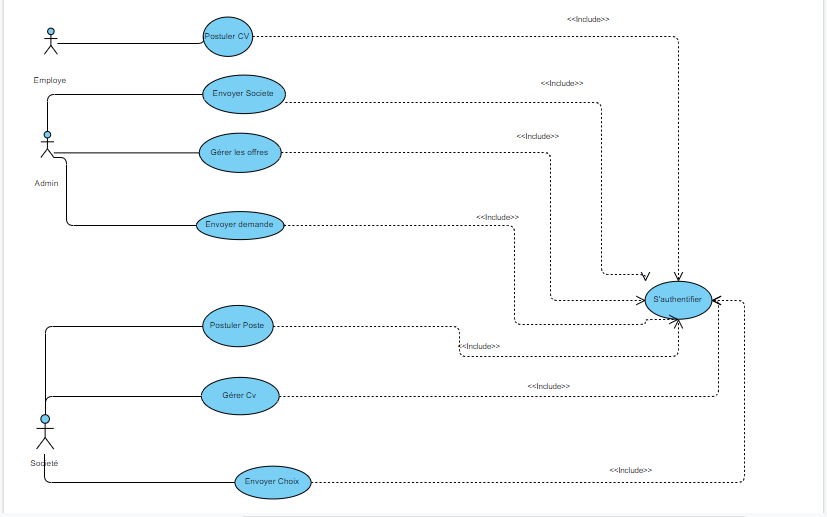 <<Include>>
Postuler CV
Employe
<<Include>>
Envoyer Societe
<<Include>>
Gérer les offres
Admin
<<Include>>
Envoyer demande
S'authentifier
Postuler Poste
<<Include>>
<<Include>>
Gérer Cv
Societé
<<Include>>
Envoyer Choix